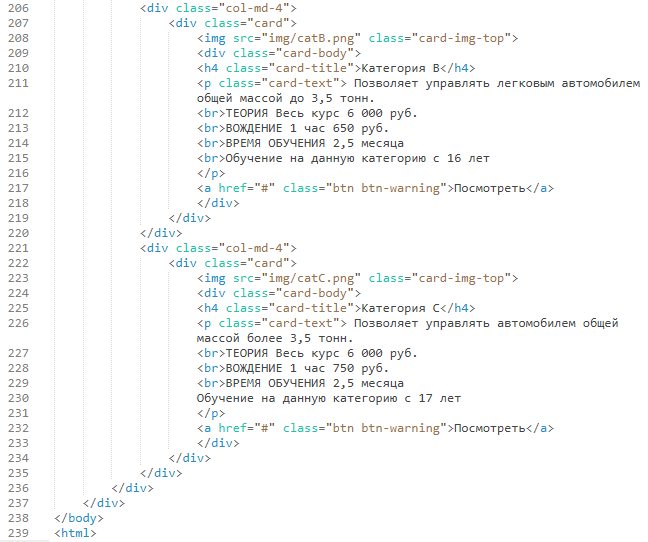 206 <div class="col-md-4">
207 <div class="card">
208 <img src="img/catB.png" class="card-img-top">
209 <div class="card-body">
210 <h4 class="card-title">Категория B</h4>
211 <p class="card-text"> Позволяет управлять легковым автомобилем
общей массой до 3,5 тонн.
212 <br>ТЕОРИЯ Весь курс 6 000 руб.
213 <br>ВОЖДЕНИЕ 1 час 650 руб.
214 <br>ВРЕМЯ ОБУЧЕНИЯ 2,5 месяца
215 <br>Обучение на данную категорию с 16 лет
216 </p>
217 <a href="#" class="btn btn-warning">Посмотреть</a>
218 </div>
219 </div>
220 </div>
221 <div class="col-md-4">
222 <div class="card">
223 <img src="img/catC.png" class="card-img-top">
224 <div class="card-body">
225 <h4 class="card-title">Категория C</h4>
226 <p class="card-text"> Позволяет управлять автомобилем общей
массой более 3,5 тонн.
227 <br>ТЕОРИЯ Весь курс 6 000 руб.
228 <br>ВОЖДЕНИЕ 1 час 750 руб.
229 <br>ВРЕМЯ ОБУЧЕНИЯ 2,5 месяца
230 Обучение на данную категорию с 17 лет
231 </p>
232 <a href="#" class="btn btn-warning">Посмотреть</a>
233 </div>
234 </div>
235 </div>
236 </div>
237 </div>
238 </body>
239 <html>